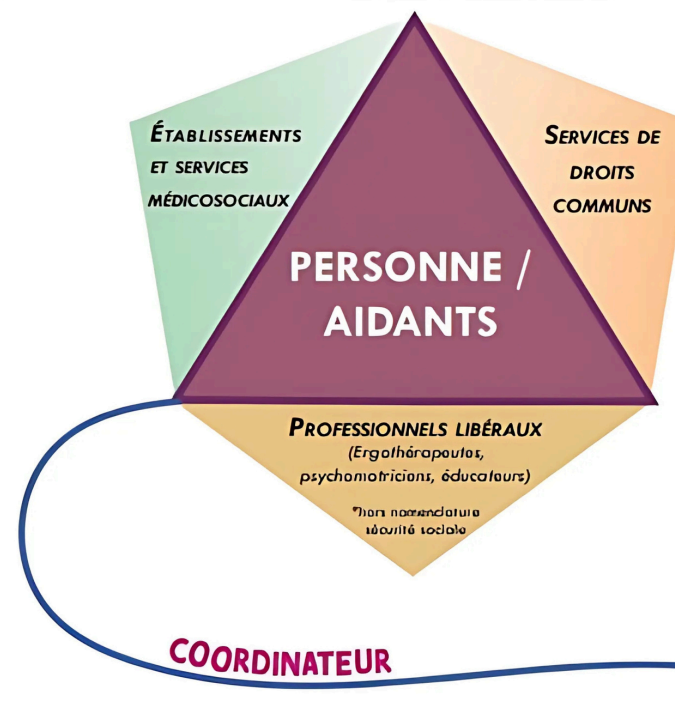 ÉTABLISSEMENTS
ET SERVICES
MÉDICOSOCIAUX
SERVICES DE
DROITS
COMMUNS
PERSONNE /
AIDANTS
PROFESSIONNELS LIBÉRAUX
(Ergothérapeutes,
psychomotriciens, éducateurs)
*hors nomenclature
sécurité sociale
COORDINATEUR